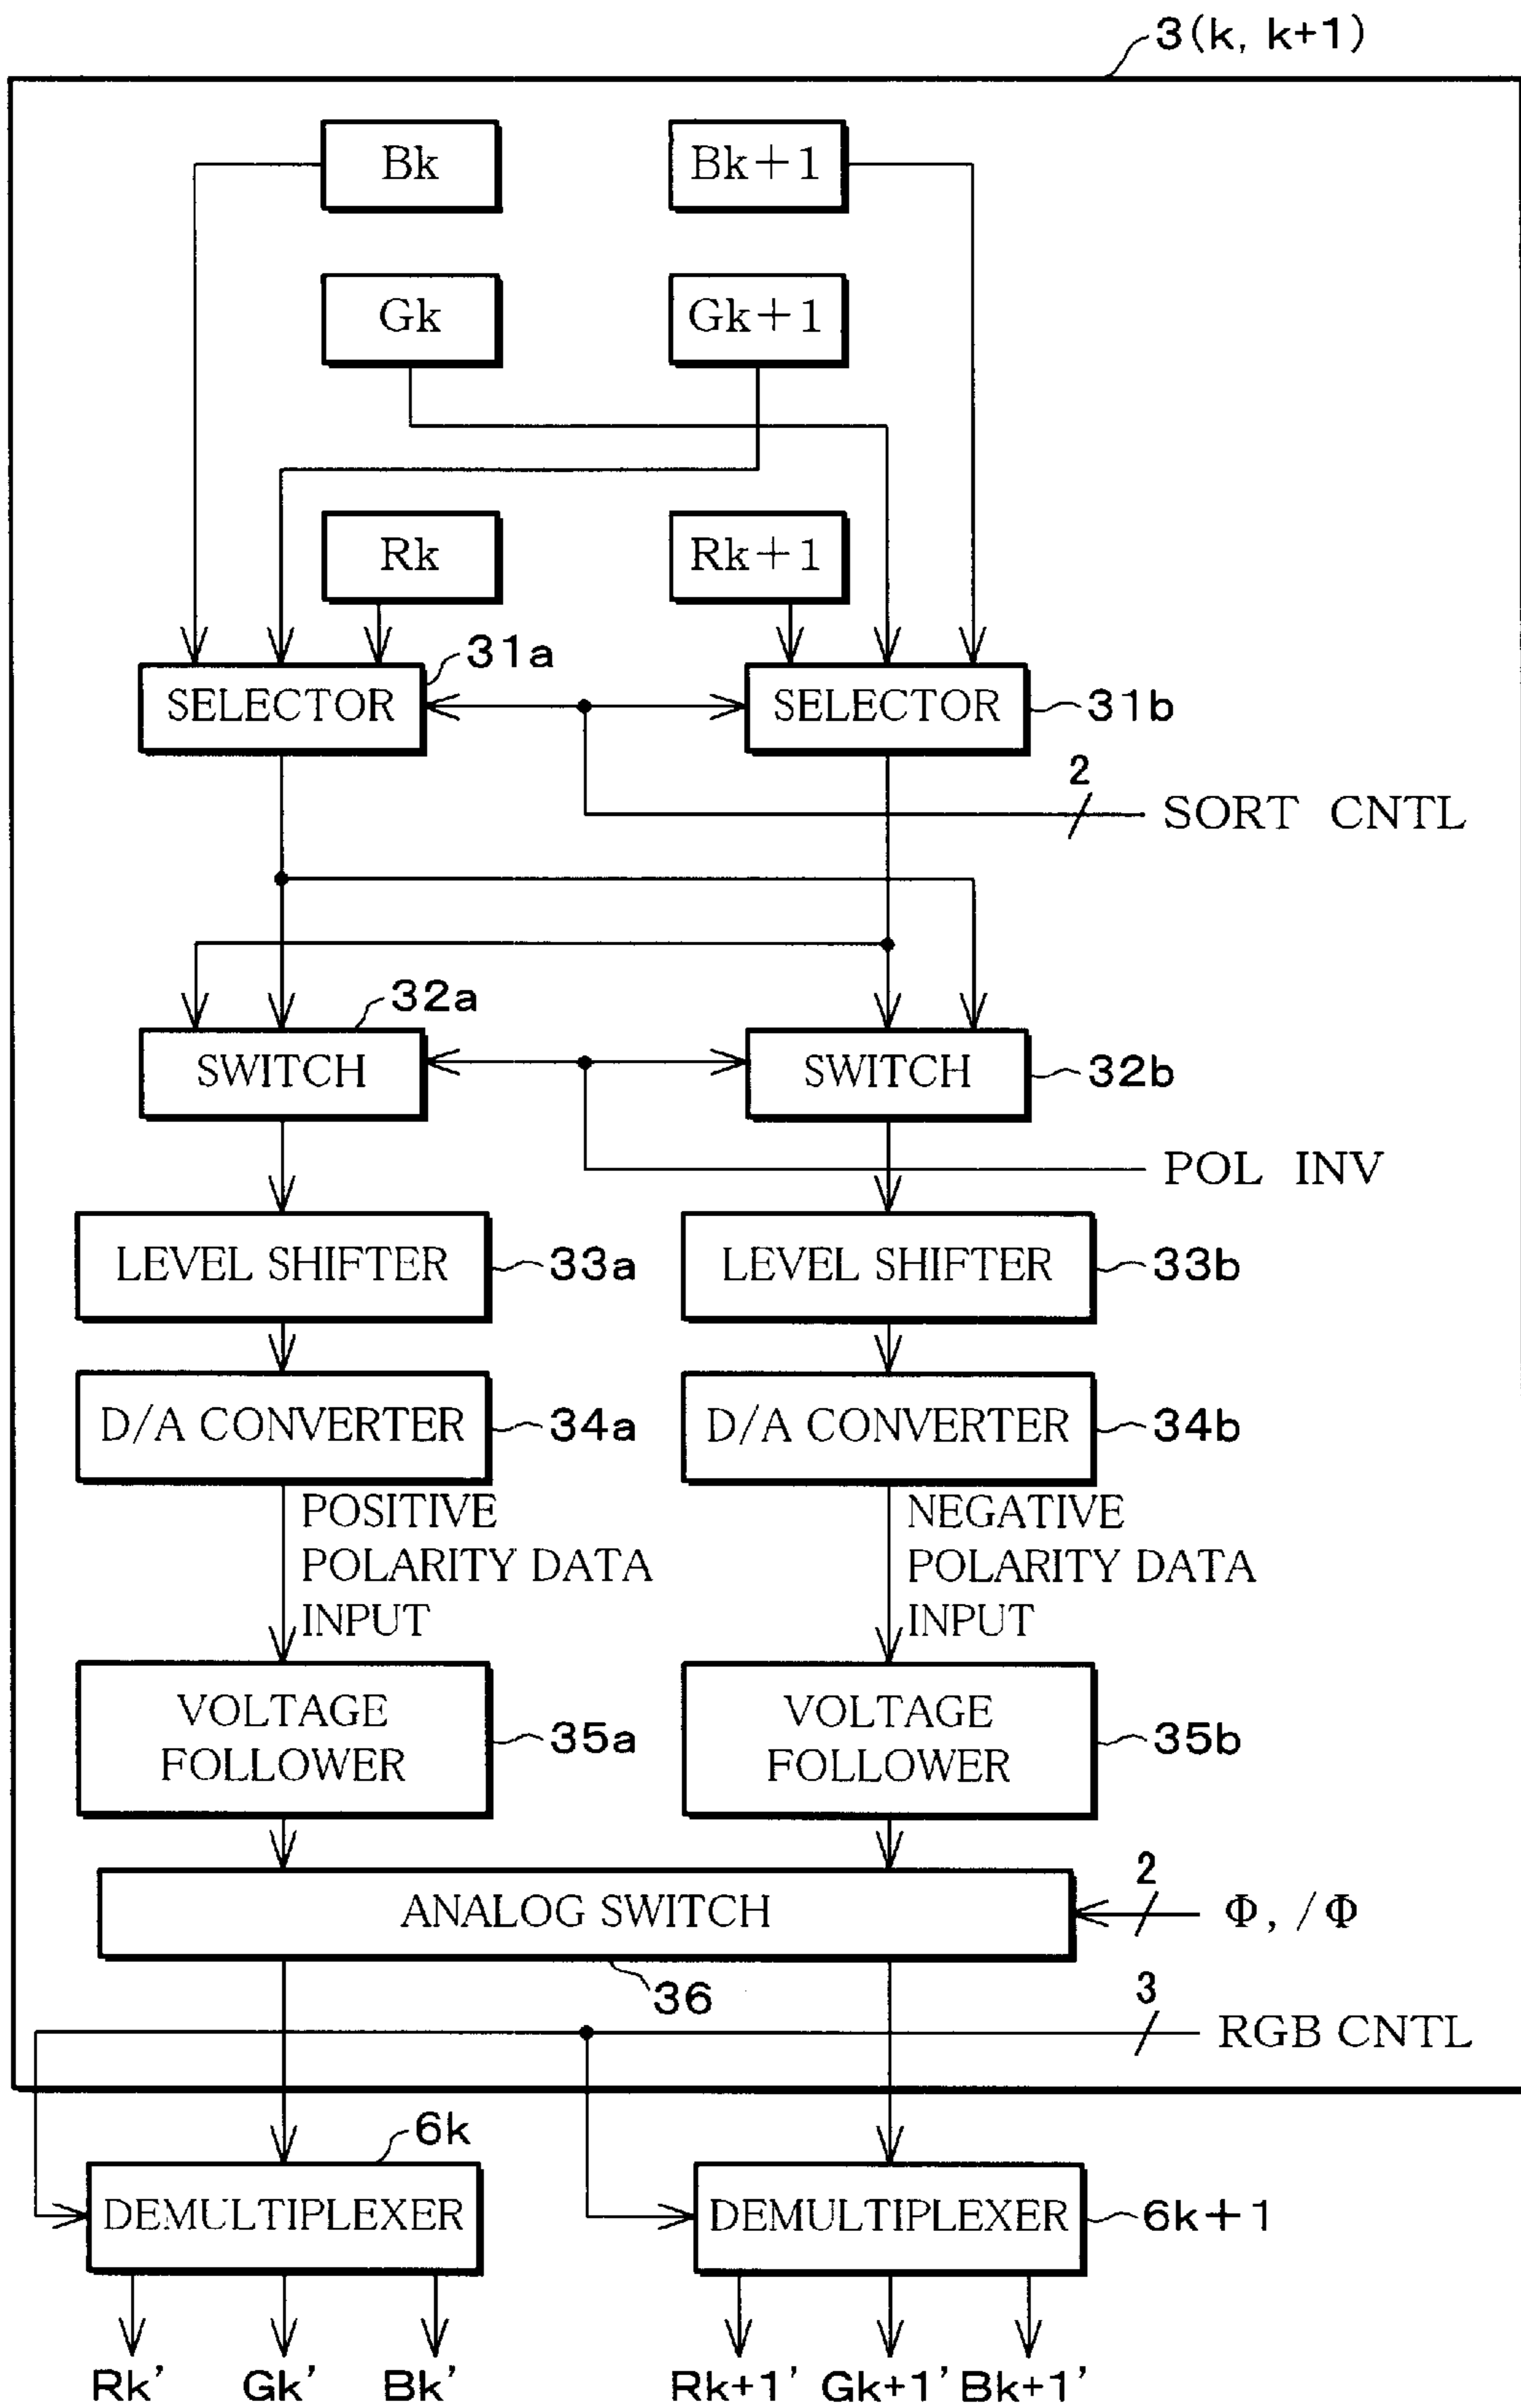 3(k, k+1)
Bk
Bk+1
Gk
Gk+1
Rk
Rk+1
31a
SELECTOR
SELECTOR
31b
2
SORT CNTL
32a
SWITCH
SWITCH
32b
POL INV
LEVEL SHIFTER
33a
LEVEL SHIFTER
33b
D/A CONVERTER
34a
D/A CONVERTER
34b
POSITIVE
POLARITY DATA
INPUT
NEGATIVE
POLARITY DATA
INPUT
VOLTAGE
FOLLOWER
35a
VOLTAGE
FOLLOWER
35b
ANALOG SWITCH
2
Φ, /Φ
36
3
RGB CNTL
6k
DEMULTIPLEXER
DEMULTIPLEXER
6k+1
Rk'
Gk'
Bk'
Rk+1'
Gk+1'
Bk+1'